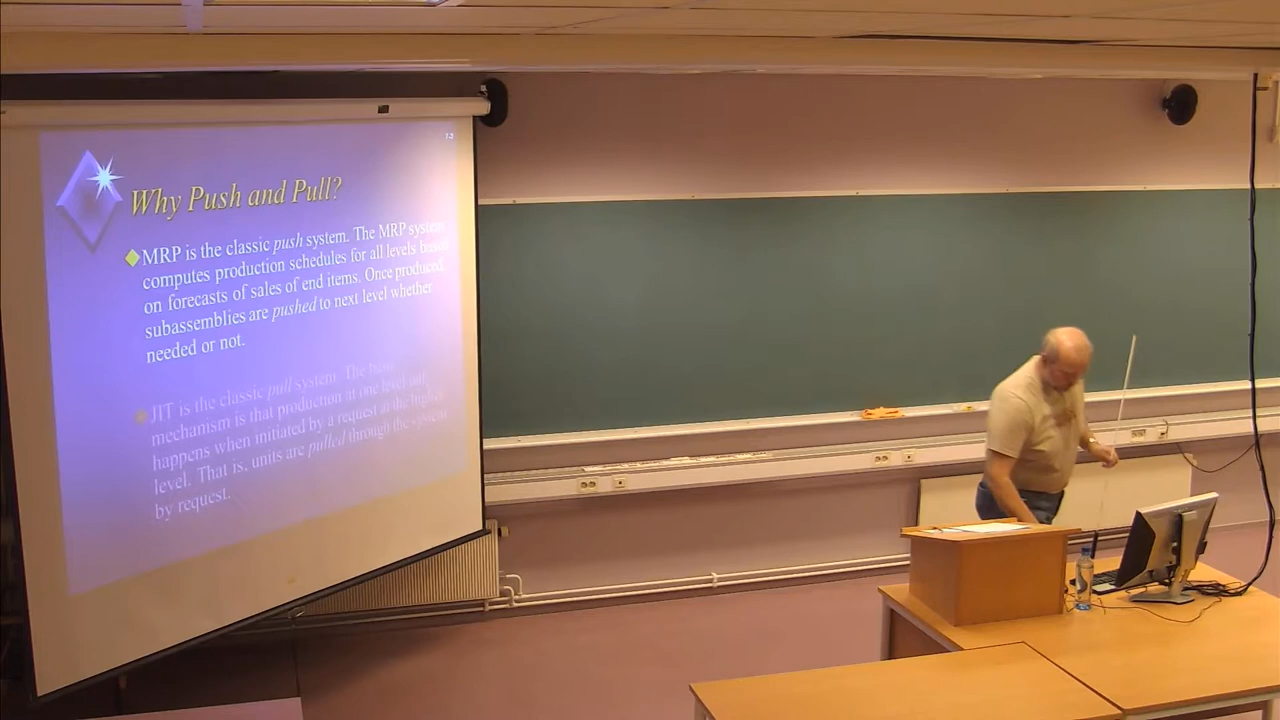 Why Push and Pull?
MRP is the classic push system. The MRP system
computes production schedules for all levels based
on forecasts of sales of end items. Once produced,
subassemblies are pushed to next level whether
needed or not.
JIT is the classic pull system. The basic
mechanism is that production at one level only
happens when initiated by a request at the higher
level. That is, units are pulled through the system
by request.